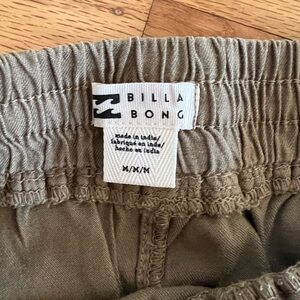 BILLA
BONG
made in india/
fabriqué en inde/
hecho en india
M/M/M